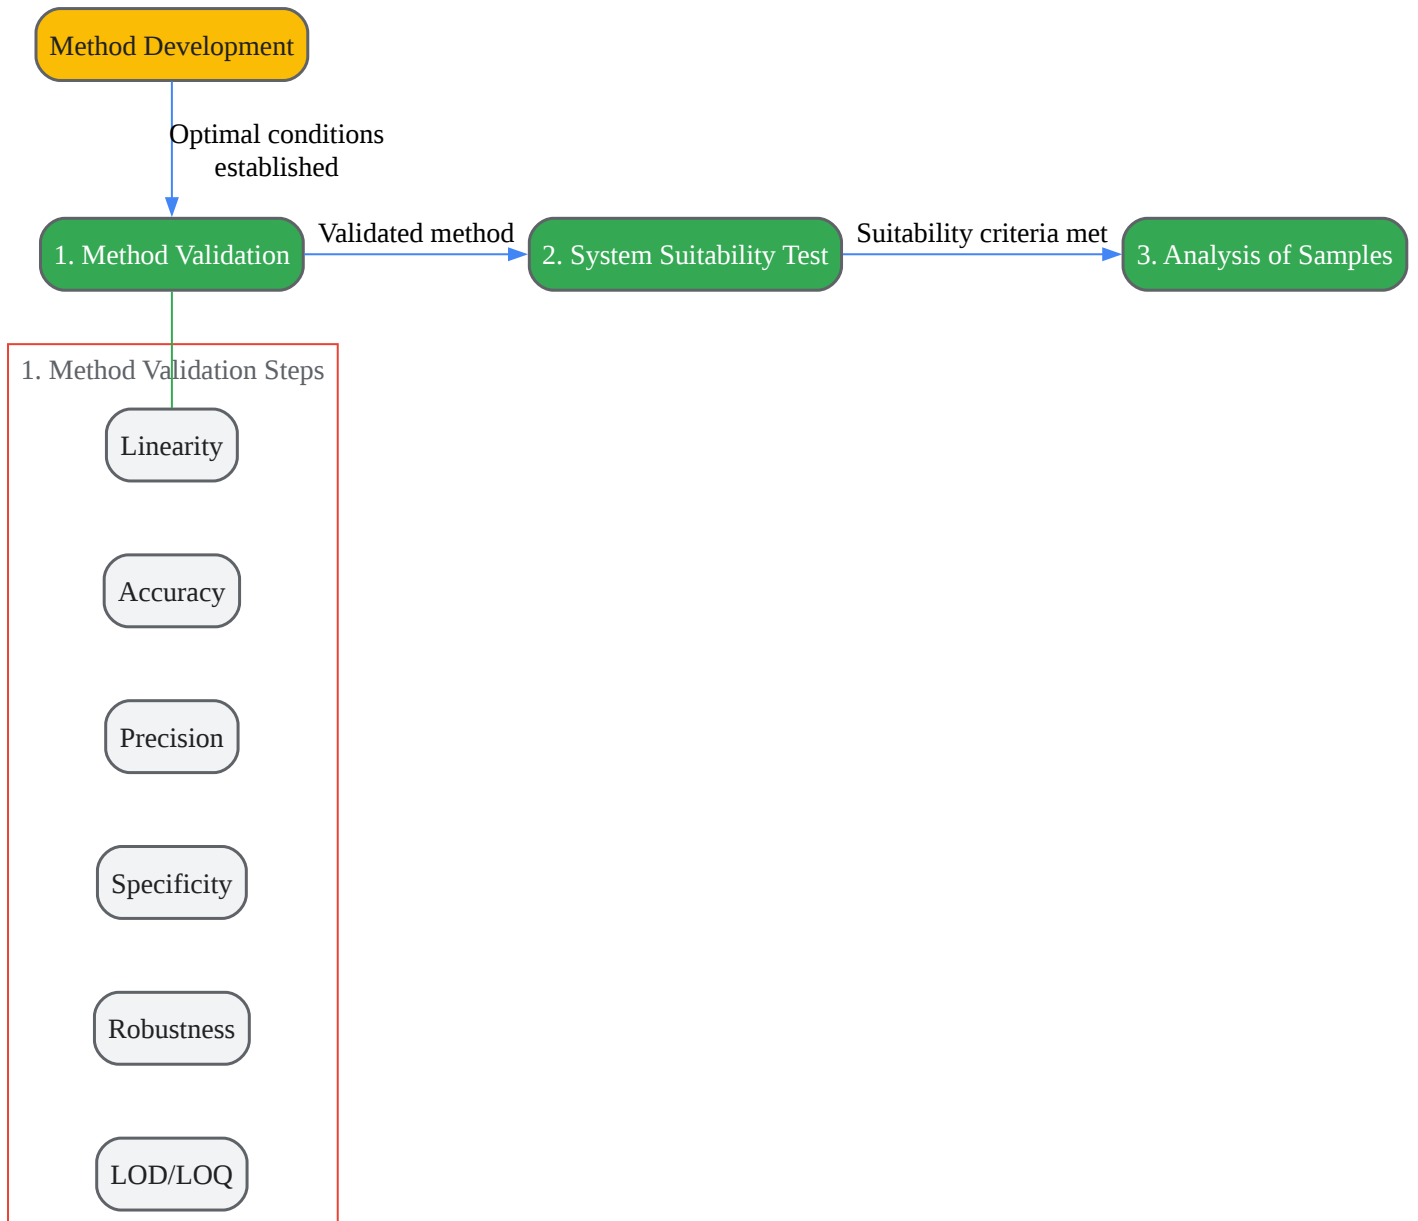 Method Development
Optimal conditions
established
1. Method Validation
Validated method
2. System Suitability Test
Suitability criteria met
3. Analysis of Samples
1. Method Validation Steps
Linearity
Accuracy
Precision
Specificity
Robustness
LOD/LOQ